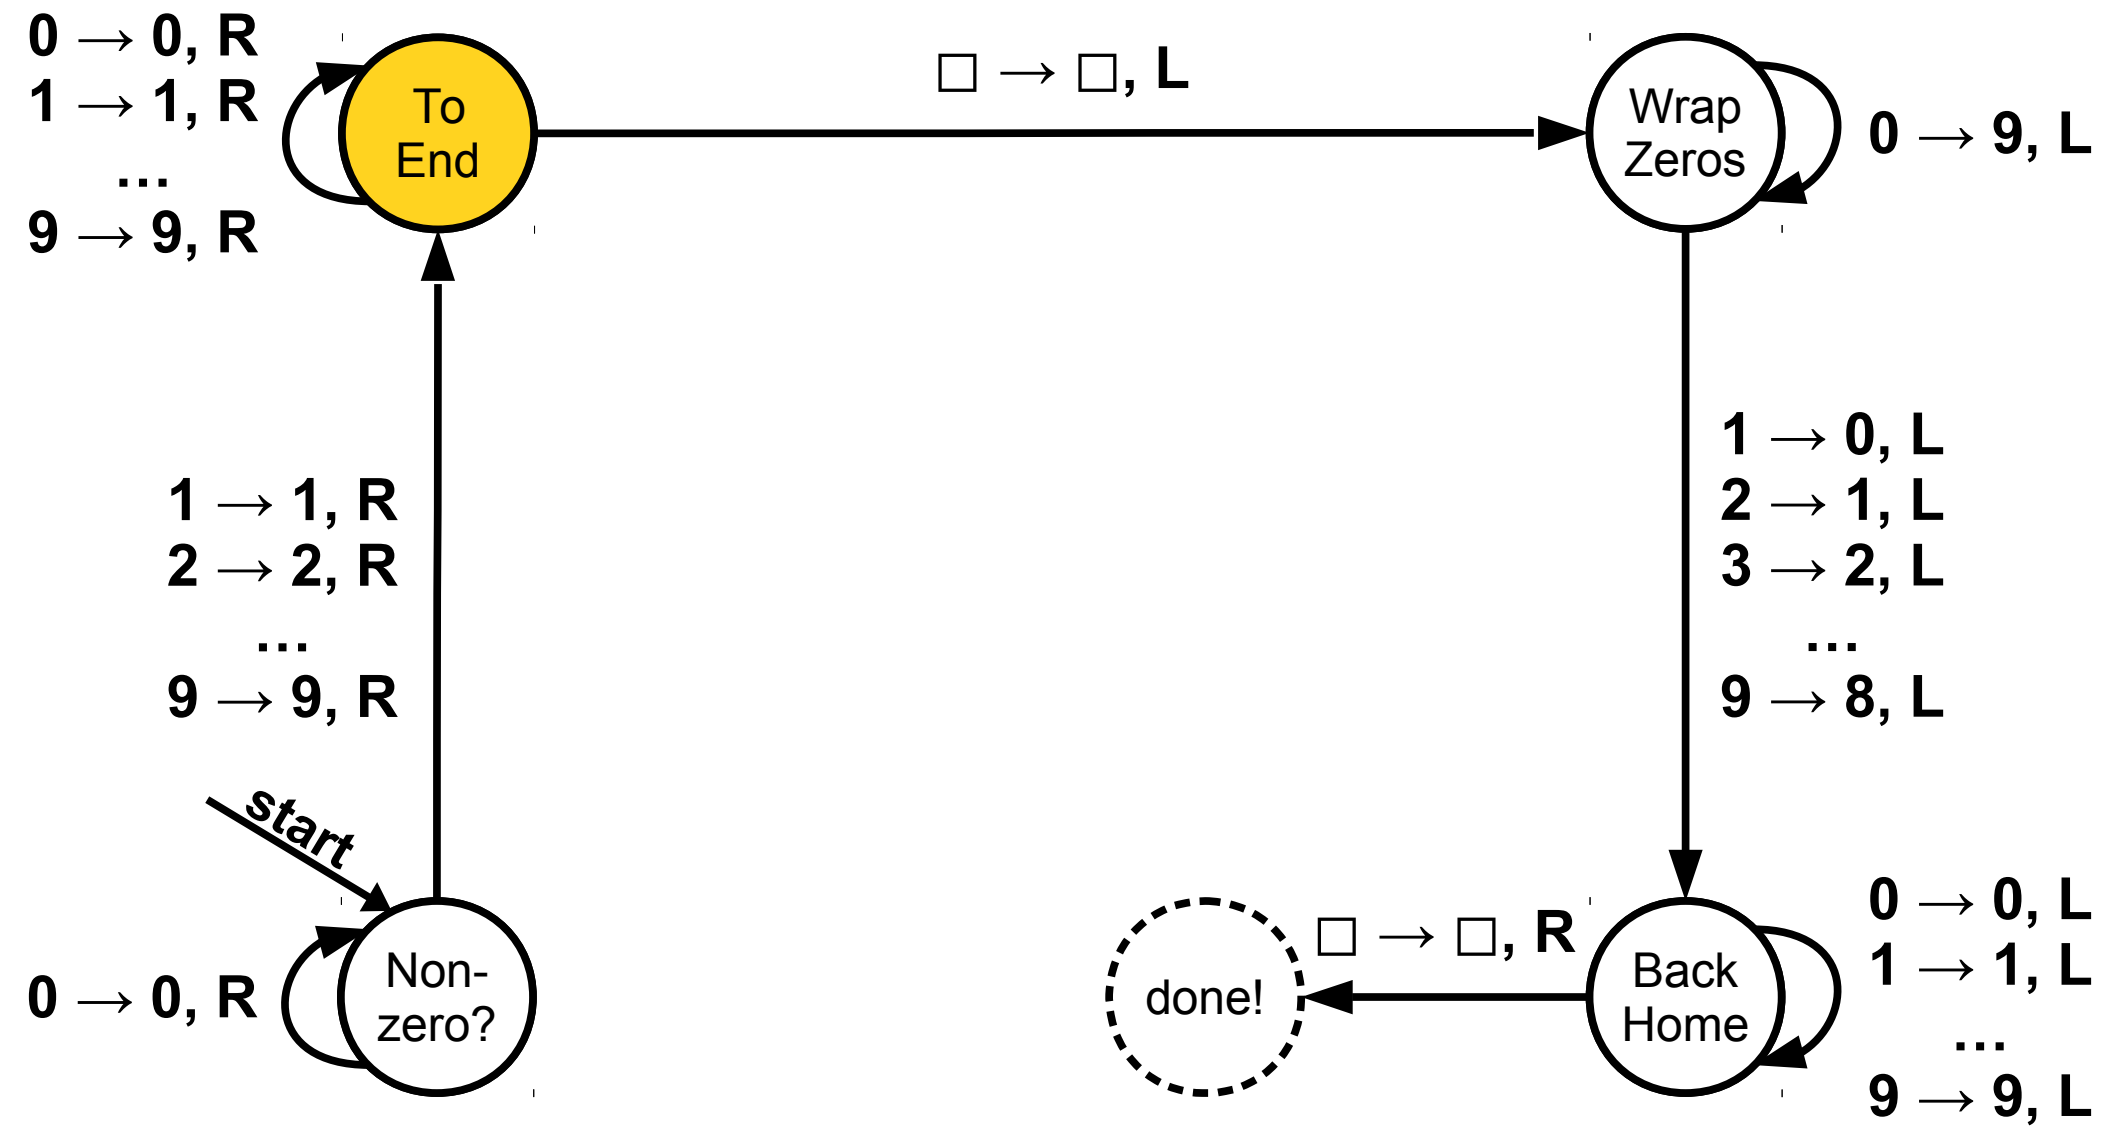 0 → 0, R
1 → 1, R
...
9 → 9, R
To
End
□ → □, L
Wrap
Zeros
0 → 9, L
1 → 1, R
2 → 2, R
...
9 → 9, R
1 → 0, L
2 → 1, L
3 → 2, L
...
9 → 8, L
start
0 → 0, R
Non-
zero?
done!
□ → □, R
Back
Home
0 → 0, L
1 → 1, L
...
9 → 9, L